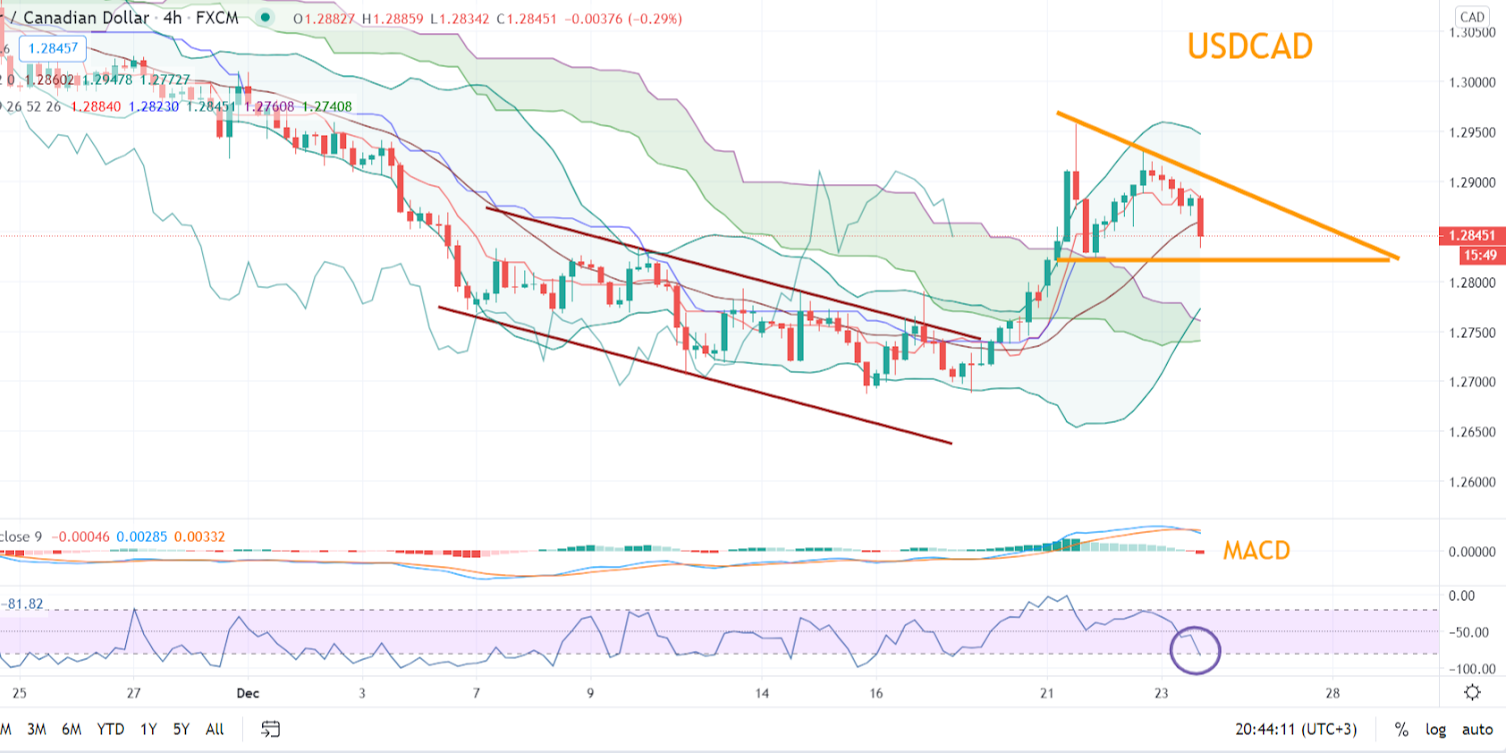 / Canadian Dollar · 4h · FXCM O1.28827 H1.28859 L1.28342 C1.28451 −0.00376 (−0.29%)
CAD
USDCAD
1.30500
.6 1.28457
2 0 1.28602 1.29478 1.27727
1.30000
9 26 52 26 1.28840 1.28230 1.28451 1.27608 1.27408
1.29500
1.29000
1.28451
15:49
1.28000
1.27500
1.27000
1.26500
1.26000
close 9 −0.00046 0.00285 0.00332
MACD
0.00000
−81.82
0.00
−50.00
−100.00
25 27 Dec 3 7 9 14 16 21 23 28
M 3M 6M YTD 1Y 5Y All
20:44:11 (UTC+3) % log auto